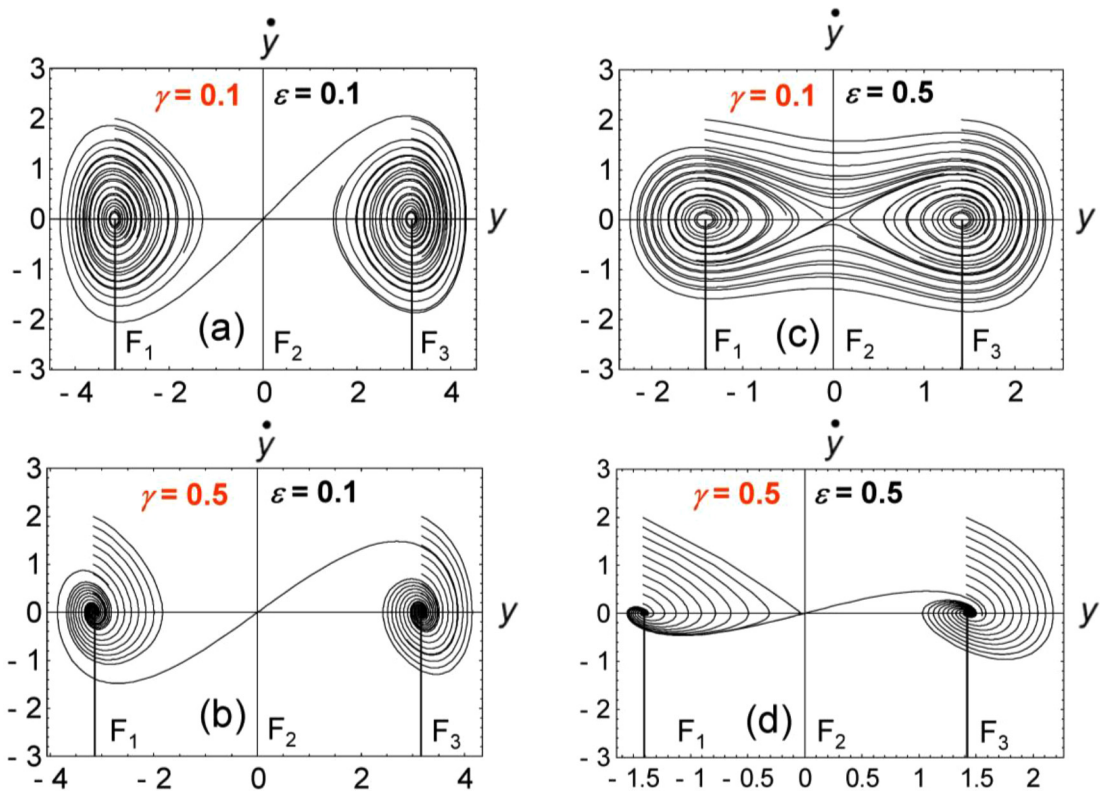 ẏ
3
γ = 0.1 ε = 0.1
2
1
0
y
- 1
- 2
(a)
F1 F2 F3
- 3
- 4 - 2 0 2 4
ẏ
3
γ = 0.1 ε = 0.5
2
1
0
y
- 1
- 2
(c)
F1 F2 F3
- 3
- 2 - 1 0 1 2
ẏ
3
γ = 0.5 ε = 0.1
2
1
0
y
- 1
- 2
(b)
F1 F2 F3
- 3
- 4 - 2 0 2 4
ẏ
3
γ = 0.5 ε = 0.5
2
1
0
y
- 1
- 2
(d)
F1 F2 F3
- 3
- 1.5 - 1 - 0.5 0 0.5 1 1.5 2